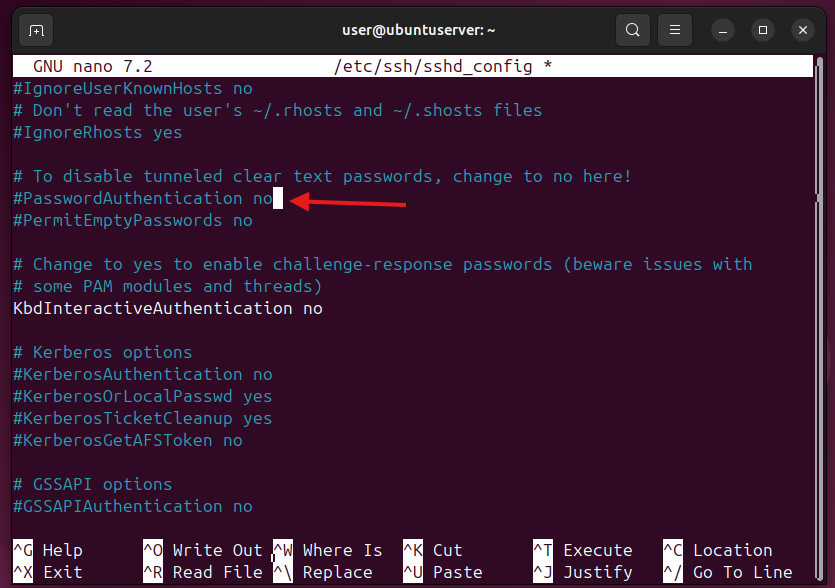 user@ubuntuserver: ~
GNU nano 7.2 /etc/ssh/sshd_config *
#IgnoreUserKnownHosts no
# Don't read the user's ~/.rhosts and ~/.shosts files
#IgnoreRhosts yes
# To disable tunneled clear text passwords, change to no here!
#PasswordAuthentication no
#PermitEmptyPasswords no
# Change to yes to enable challenge-response passwords (beware issues with
# some PAM modules and threads)
KbdInteractiveAuthentication no
# Kerberos options
#KerberosAuthentication no
#KerberosOrLocalPasswd yes
#KerberosTicketCleanup yes
#KerberosGetAFSToken no
# GSSAPI options
#GSSAPIAuthentication no
^G Help ^O Write Out ^W Where Is ^K Cut ^T Execute ^C Location
^X Exit ^R Read File ^\ Replace ^U Paste ^J Justify ^/ Go To Line